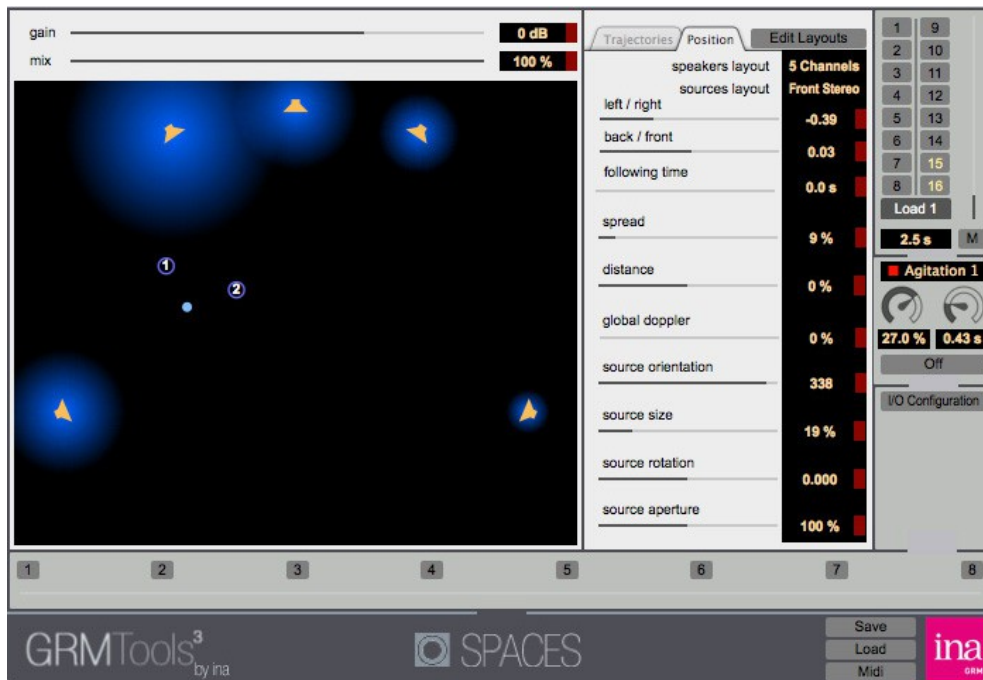 gain 0 dB
mix 100 %
1
2
Trajectories Position Edit Layouts
speakers layout 5 Channels
sources layout Front Stereo
left / right -0.39
back / front 0.03
following time 0.0 s
spread 9 %
distance 0 %
global doppler 0 %
source orientation 338
source size 19 %
source rotation 0.000
source aperture 100 %
1 9
2 10
3 11
4 12
5 13
6 14
7 15
8 16
Load 1
2.5 s M
Agitation 1
27.0 % 0.43 s
Off
I/O Configuration
1 2 3 4 5 6 7 8
GRMTools3
by ina
SPACES
Save
Load
Midi
ina
GRM